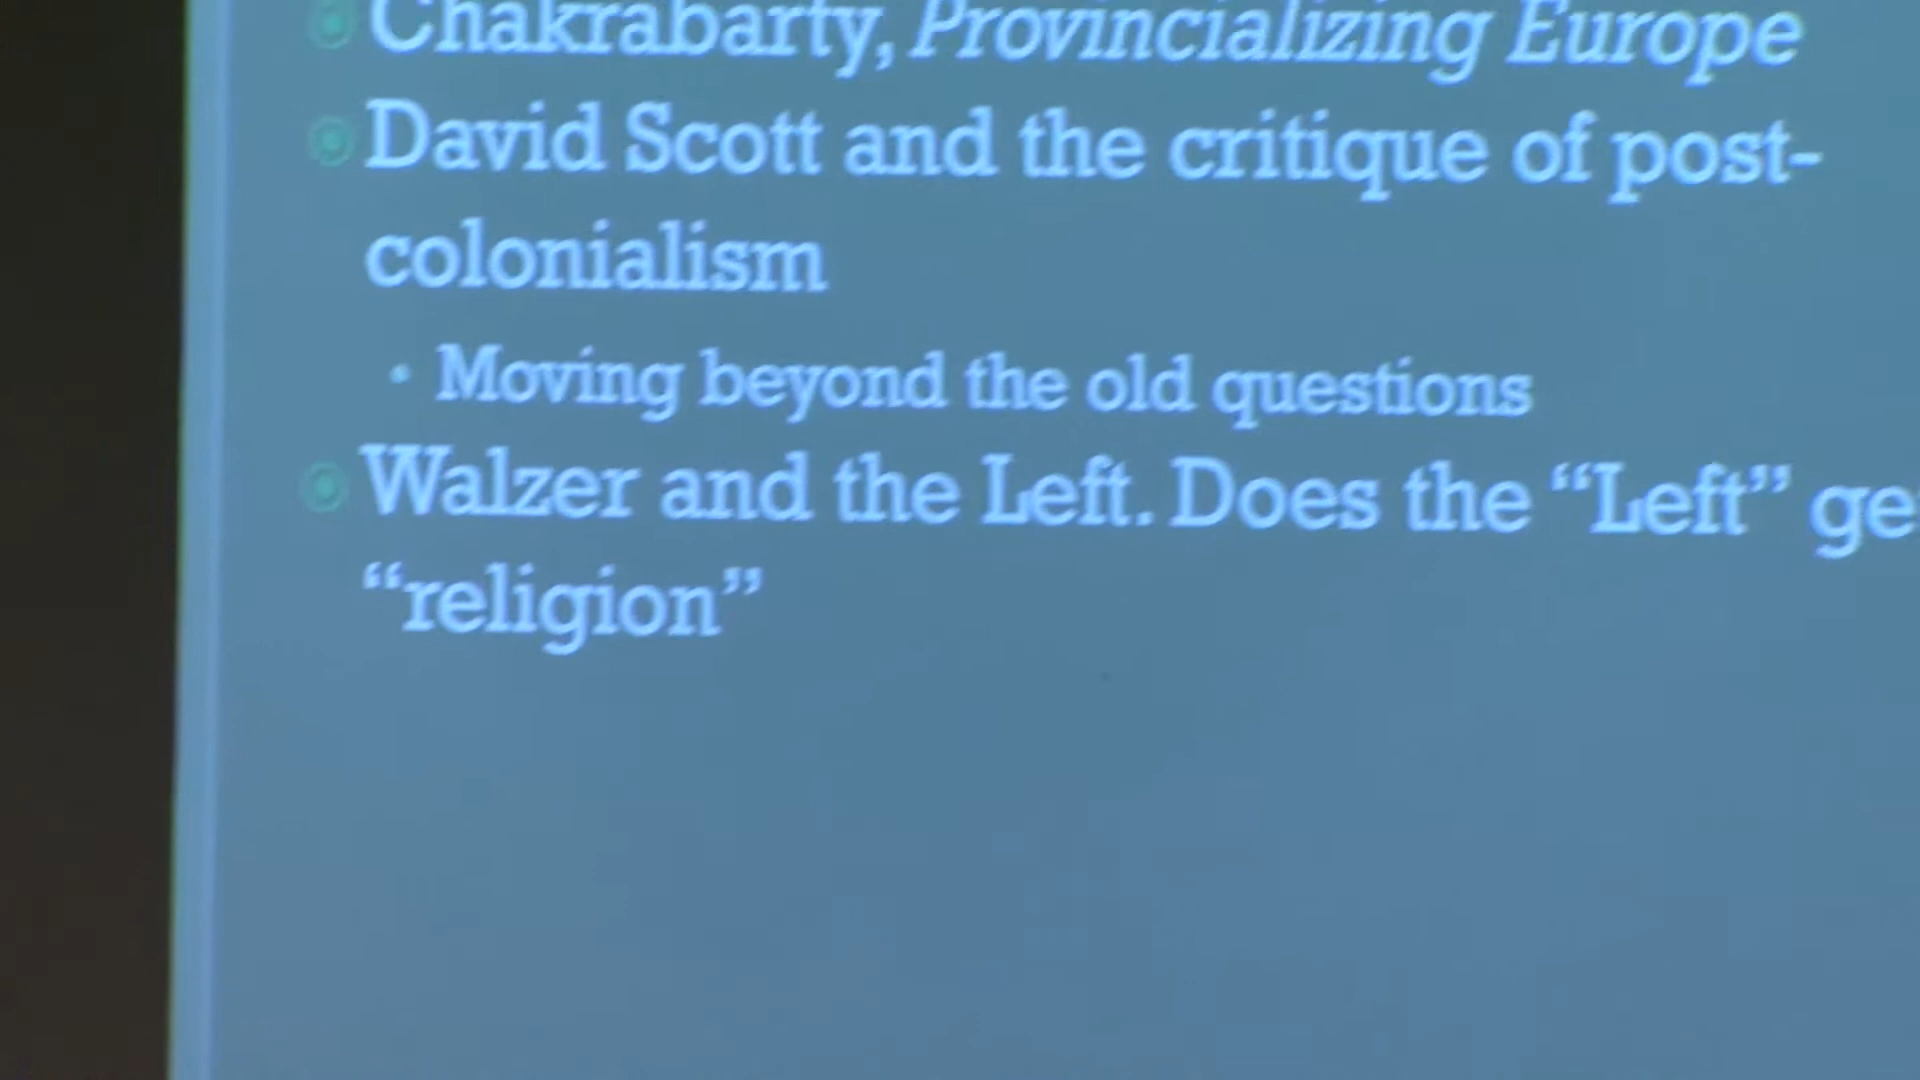 Chakrabarty, Provincializing Europe
David Scott and the critique of post-
colonialism
Moving beyond the old questions
Walzer and the Left. Does the “Left”
“religion”